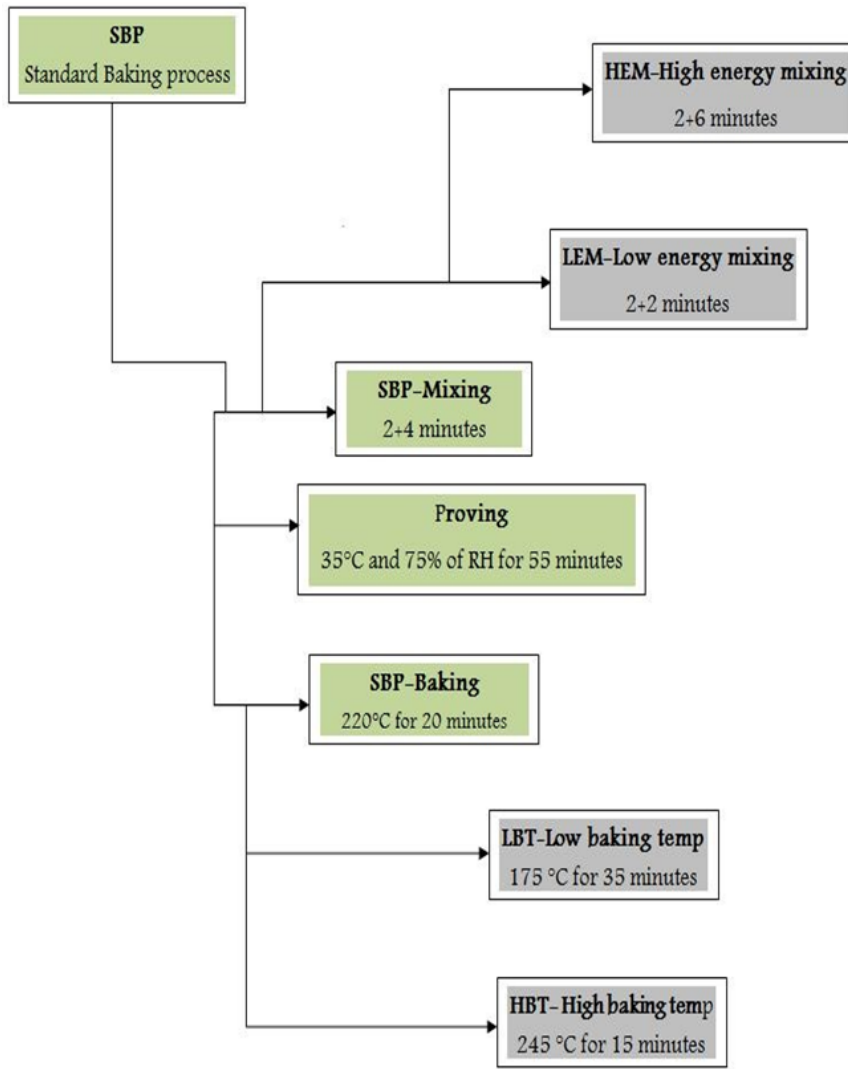 SBP
Standard Baking process
HEM-High energy mixing
2+6 minutes
LEM-Low energy mixing
2+2 minutes
SBP-Mixing
2+4 minutes
Proving
35°C and 75% of RH for 55 minutes
SBP-Baking
220°C for 20 minutes
LBT-Low baking temp
175 °C for 35 minutes
HBT- High baking temp
245 °C for 15 minutes